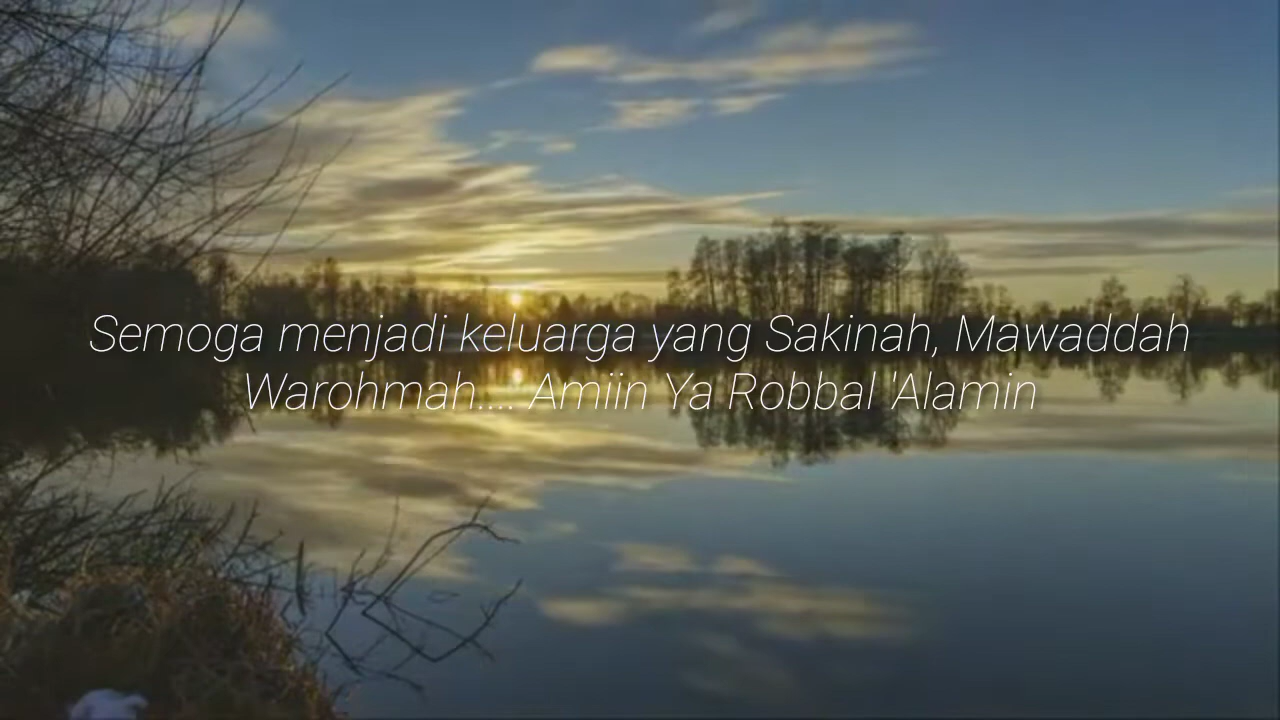 Semoga menjadi keluarga yang Sakinah, Mawaddah
Warohmah.... Amiin Ya Robbal 'Alamin